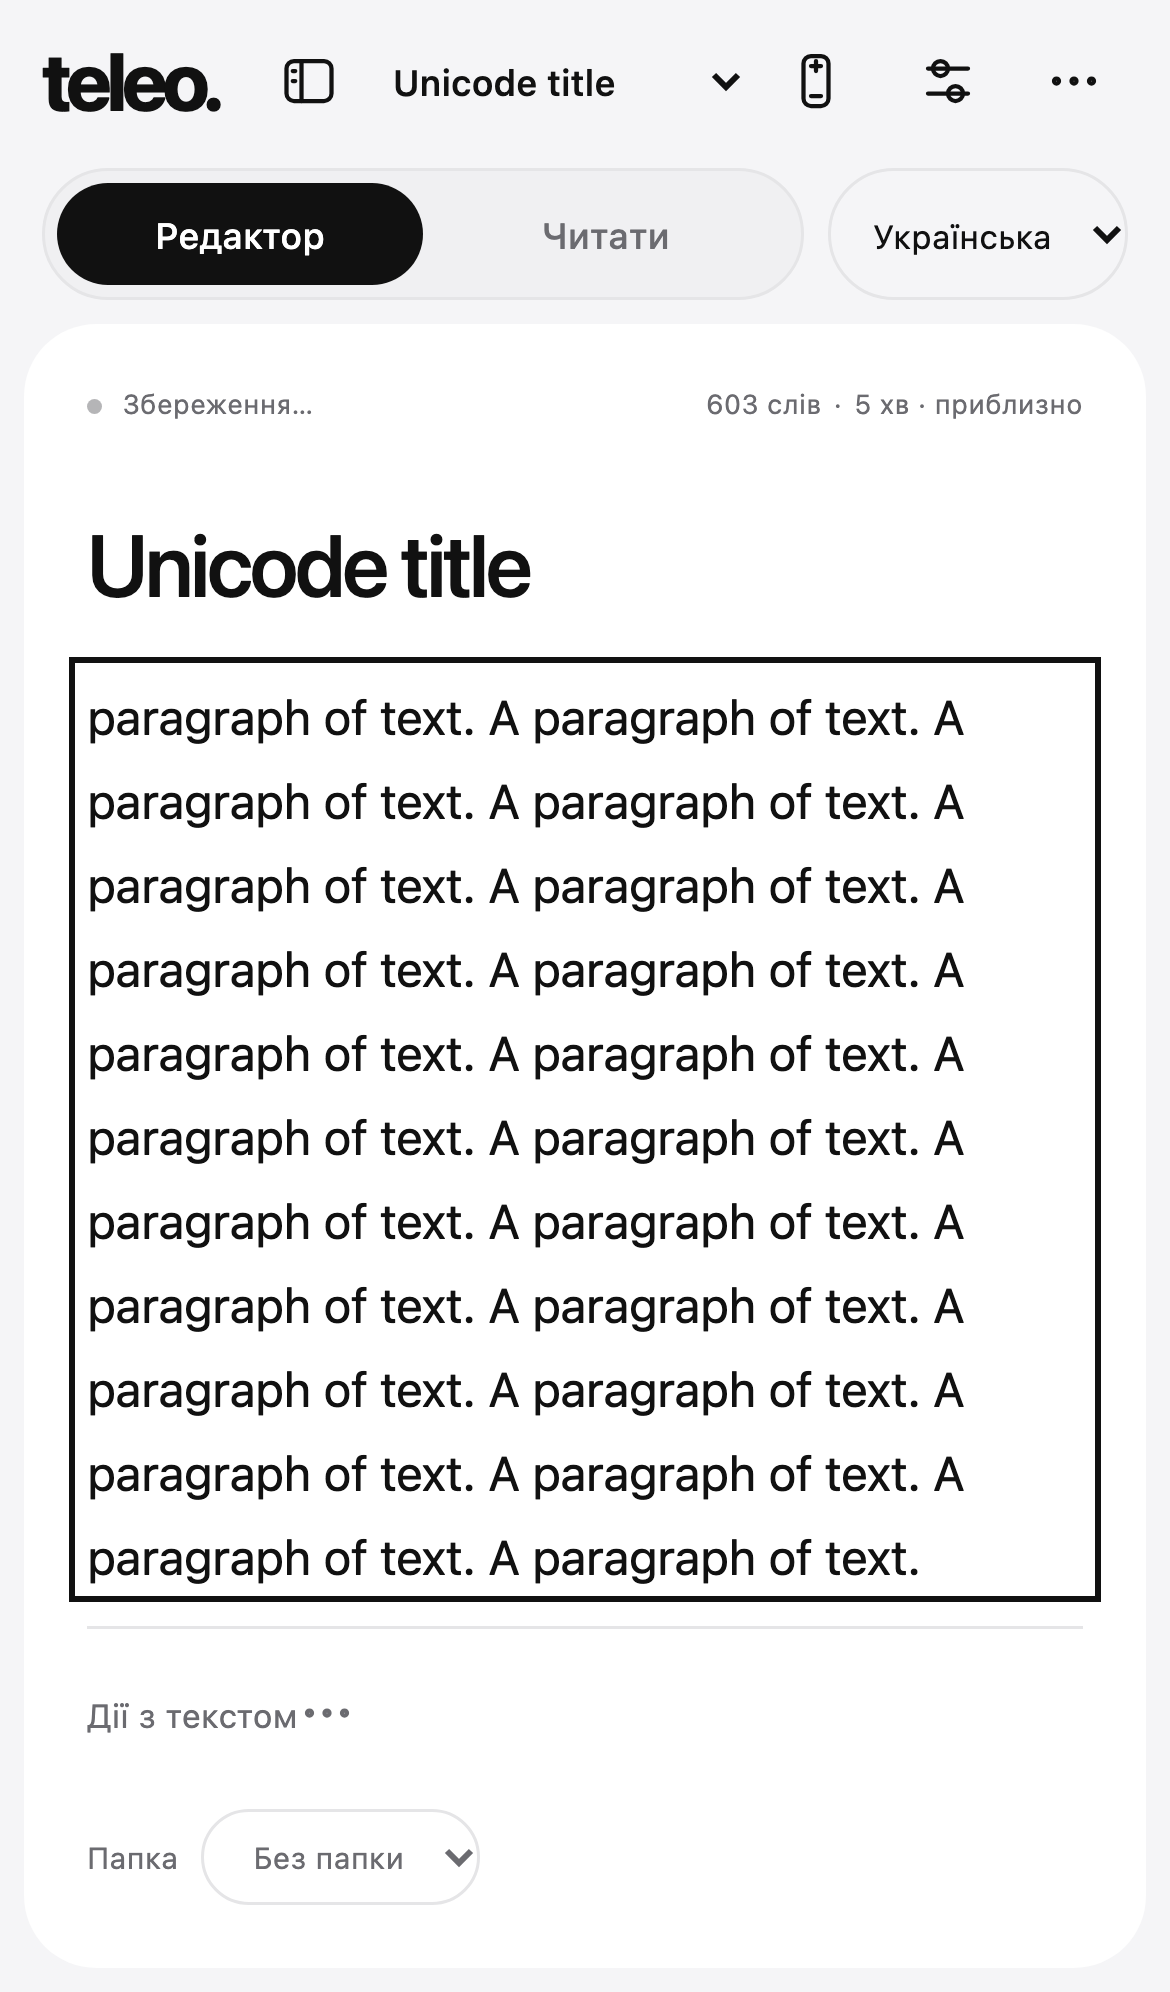 teleo.
Unicode title
Редактор
Читати
Українська
Збереження...
603 слів · 5 хв · приблизно
Unicode title
paragraph of text. A paragraph of text. A
paragraph of text. A paragraph of text. A
paragraph of text. A paragraph of text. A
paragraph of text. A paragraph of text. A
paragraph of text. A paragraph of text. A
paragraph of text. A paragraph of text. A
paragraph of text. A paragraph of text. A
paragraph of text. A paragraph of text. A
paragraph of text. A paragraph of text. A
paragraph of text. A paragraph of text. A
paragraph of text. A paragraph of text.
Дії з текстом
Папка
Без папки